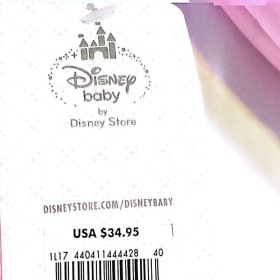 Disney
baby
by
Disney Store
DISNEYSTORE.COM/DISNEYBABY
USA $34.95
1L17 440411444428 40